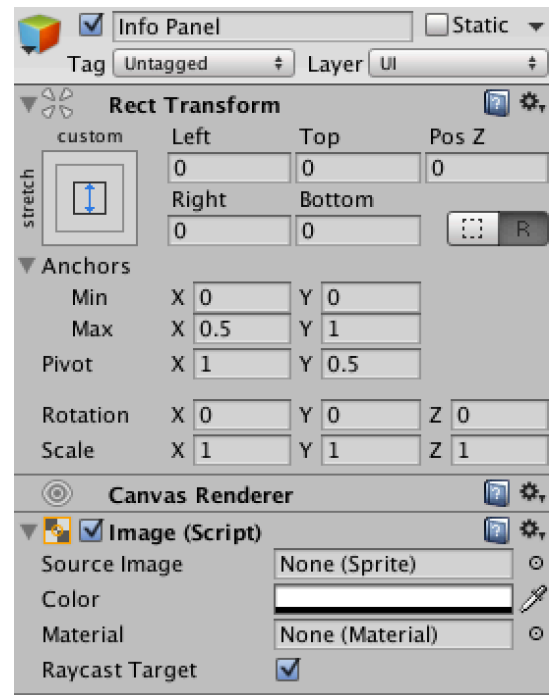 Info Panel Static
Tag Untagged Layer UI
Rect Transform
custom Left Top Pos Z
stretch 0 0 0
Right Bottom
0 0 R
Anchors
Min X 0 Y 0
Max X 0.5 Y 1
Pivot X 1 Y 0.5
Rotation X 0 Y 0 Z 0
Scale X 1 Y 1 Z 1
Canvas Renderer
Image (Script)
Source Image None (Sprite)
Color
Material None (Material)
Raycast Target